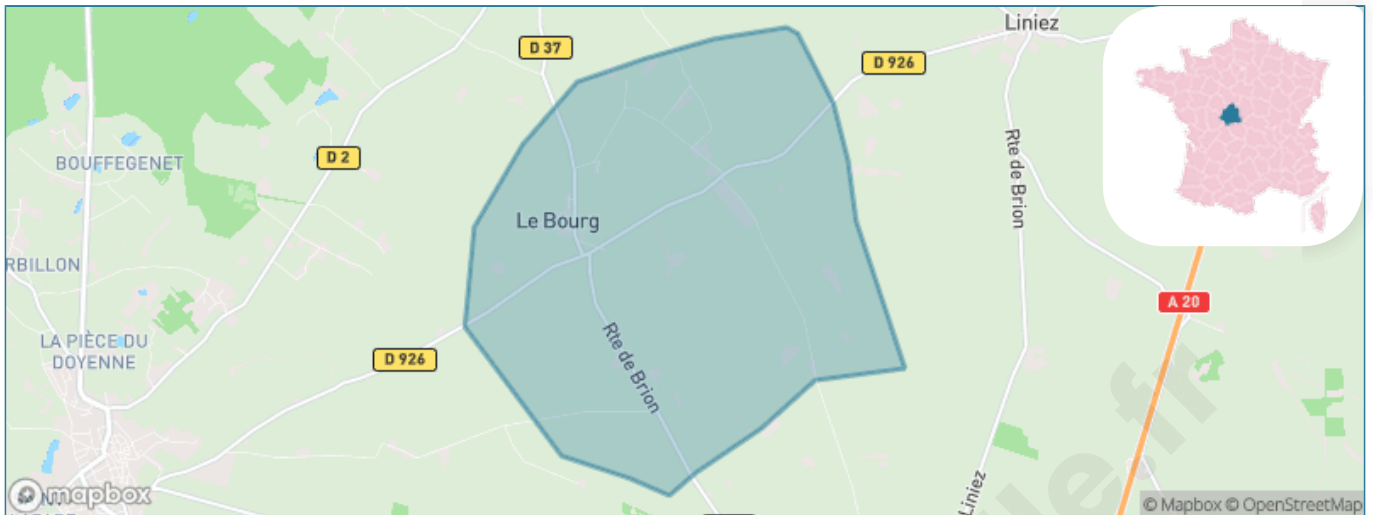 Liniez
D 37
D 926
Rte de Brion
BOUFFEGENET
D 2
Le Bourg
RBILLON
A 20
LA PIÈCE DU
DOYENNE
D 926
Rte de Brion
Liniez
mapbox
© Mapbox © OpenStreetMap